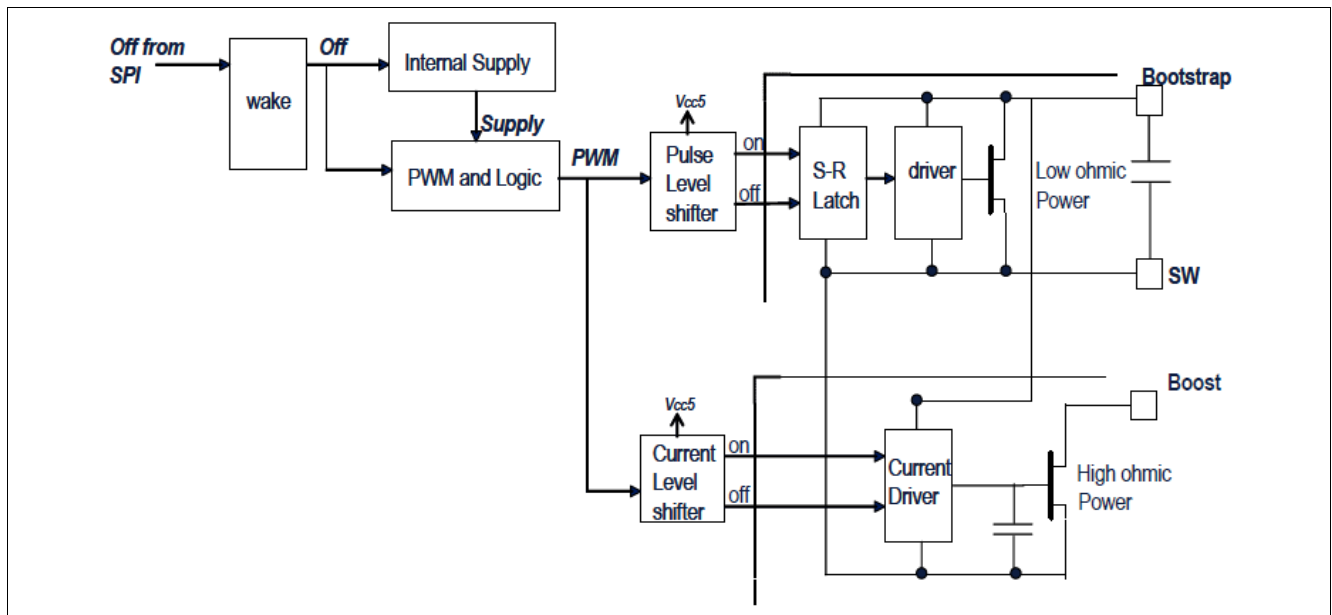 Off from
SPI
wake
Off
Internal Supply
Supply
PWM and Logic
PWM
Vcc5
Pulse
Level
shifter
on
off
S-R
Latch
driver
Low ohmic
Power
Bootstrap
SW
Vcc5
Current
Level
shifter
on
off
Current
Driver
High ohmic
Power
Boost